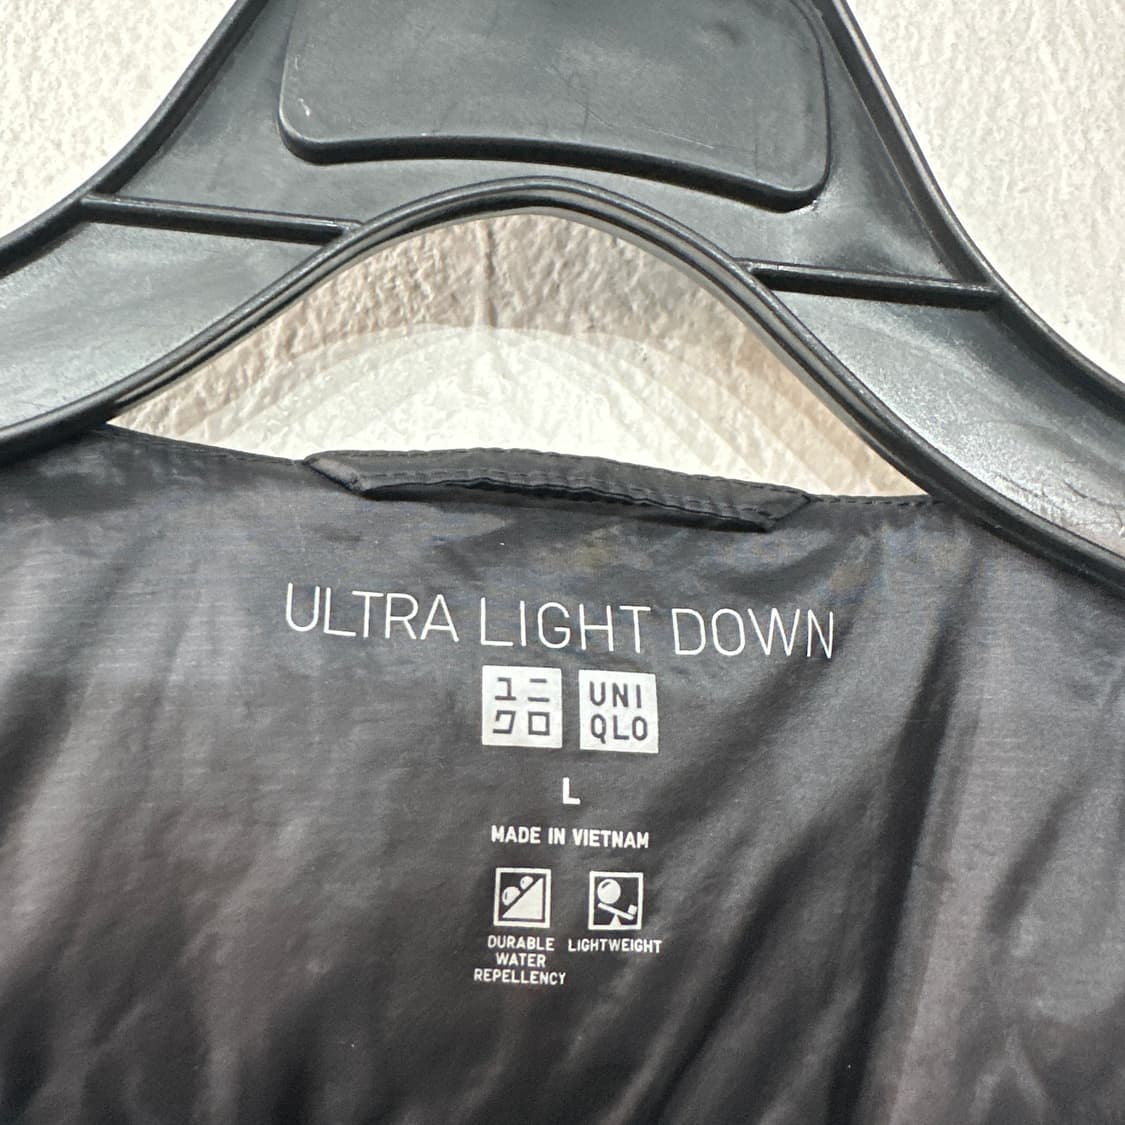 ULTRA LIGHT DOWN
ユニ
クロ
UNI
QLO
L
MADE IN VIETNAM
DURABLE
WATER
REPELLENCY
LIGHTWEIGHT